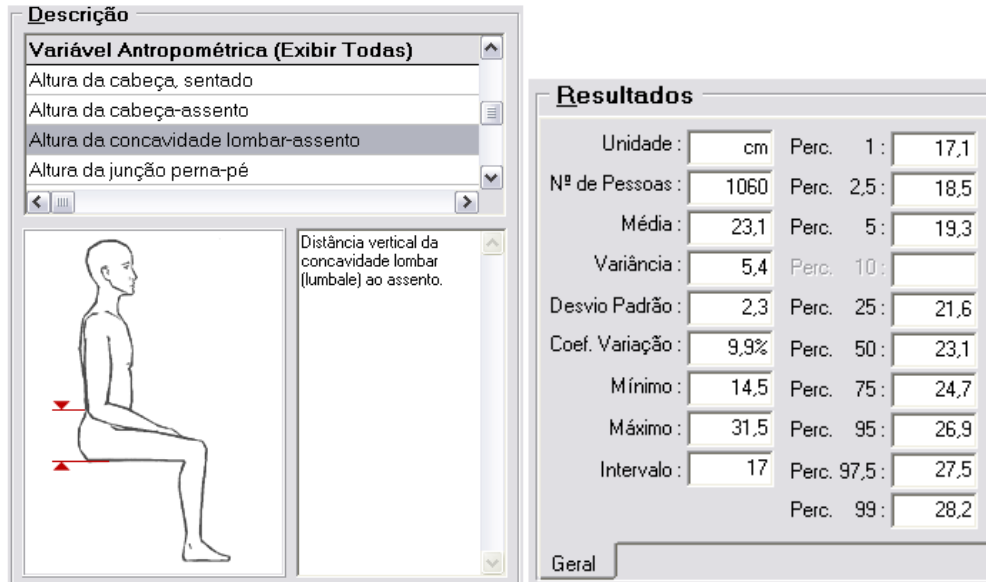 Descrição
Variável Antropométrica (Exibir Todas)
Altura da cabeça, sentado
Altura da cabeça-assento
Altura da concavidade lombar-assento
Altura da junção perna-pé
Distância vertical da
concavidade lombar
(lumbale) ao assento.
Resultados
Unidade : cm Perc. 1 : 17,1
Nº de Pessoas : 1060 Perc. 2,5 : 18,5
Média : 23,1 Perc. 5 : 19,3
Variância : 5,4 Perc. 10 :
Desvio Padrão : 2,3 Perc. 25 : 21,6
Coef. Variação : 9,9% Perc. 50 : 23,1
Mínimo : 14,5 Perc. 75 : 24,7
Máximo : 31,5 Perc. 95 : 26,9
Intervalo : 17 Perc. 97,5 : 27,5
Perc. 99 : 28,2
Geral